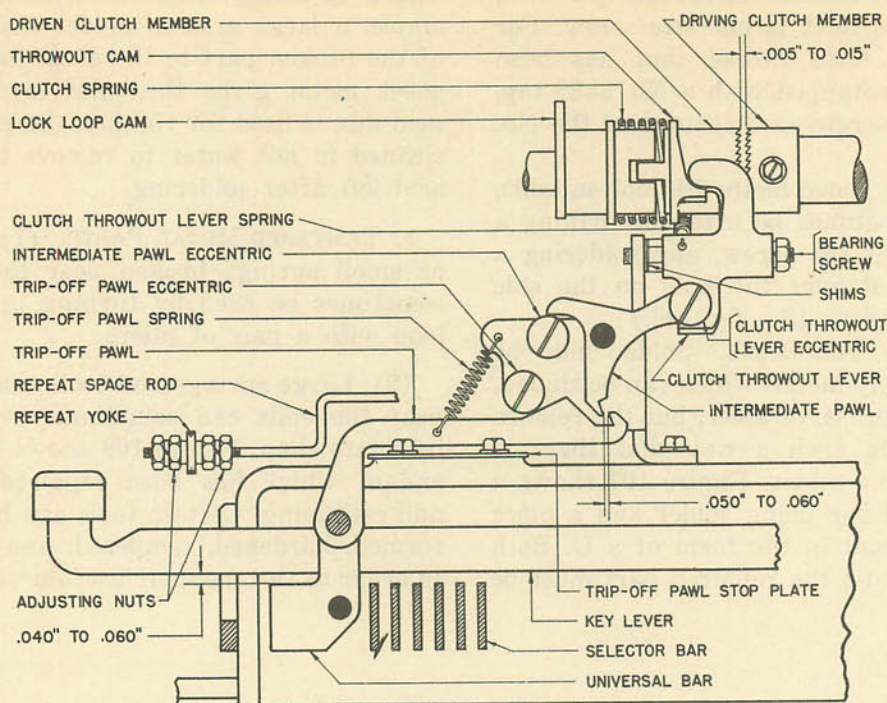 DRIVEN CLUTCH MEMBER
THROWOUT CAM
CLUTCH SPRING
LOCK LOOP CAM
DRIVING CLUTCH MEMBER
.005" TO .015"
CLUTCH THROWOUT LEVER SPRING
INTERMEDIATE PAWL ECCENTRIC
TRIP-OFF PAWL ECCENTRIC
TRIP-OFF PAWL SPRING
TRIP-OFF PAWL
REPEAT SPACE ROD
REPEAT YOKE
BEARING
SCREW
SHIMS
CLUTCH THROWOUT
LEVER ECCENTRIC
CLUTCH THROWOUT LEVER
INTERMEDIATE PAWL
.050" TO .060"
ADJUSTING NUTS
.040" TO .060"
TRIP-OFF PAWL STOP PLATE
KEY LEVER
SELECTOR BAR
UNIVERSAL BAR